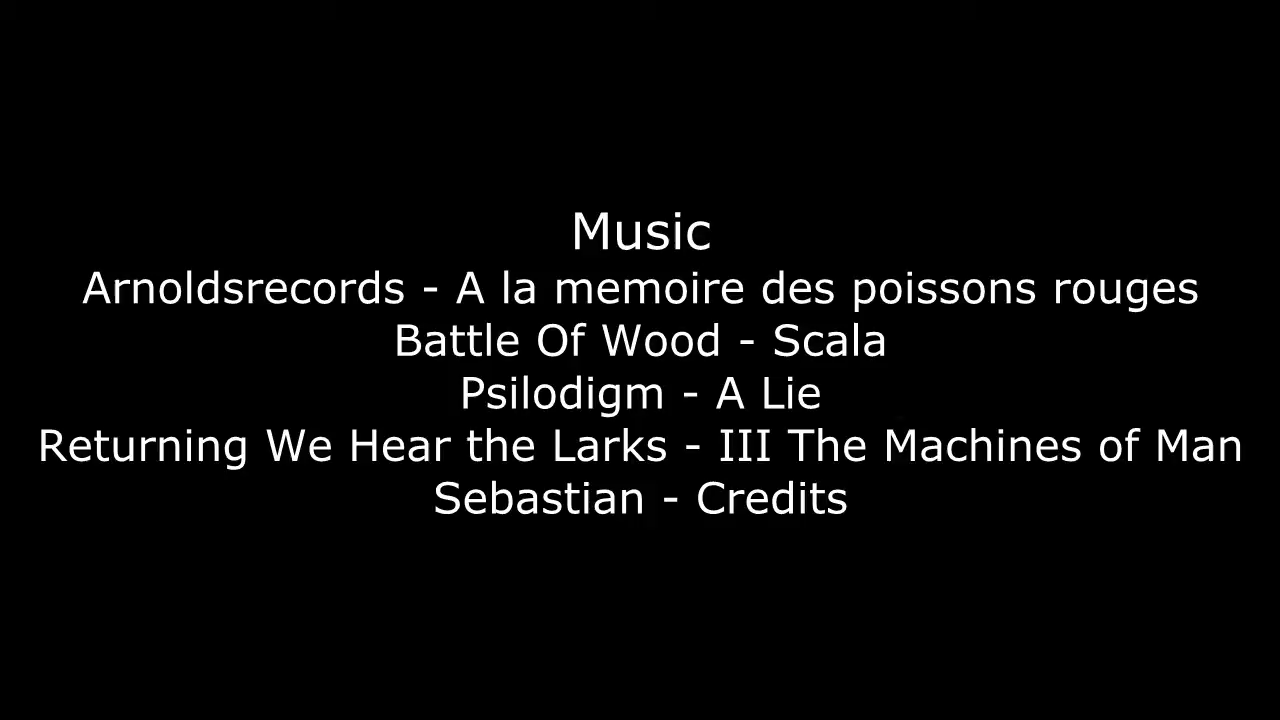 Music
Arnoldsrecords - A la memoire des poissons rouges
Battle Of Wood - Scala
Psilodigm - A Lie
Returning We Hear the Larks - III The Machines of Man
Sebastian - Credits